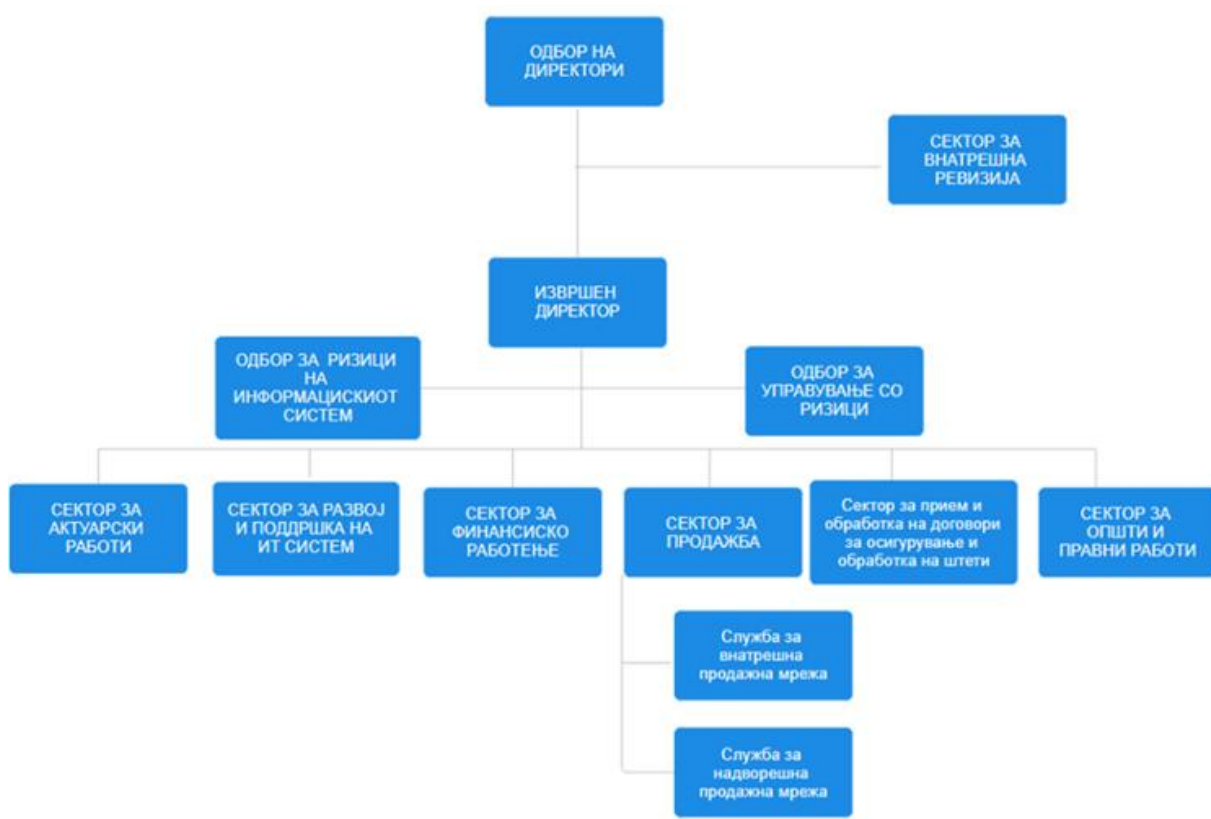 ОДБОР НА
ДИРЕКТОРИ
СЕКТОР ЗА
ВНАТРЕШНА
РЕВИЗИЈА
ИЗВРШЕН
ДИРЕКТОР
ОДБОР ЗА РИЗИЦИ
НА
ИНФОРМАЦИСКИОТ
СИСТЕМ
ОДБОР ЗА
УПРАВУВАЊЕ СО
РИЗИЦИ
СЕКТОР ЗА
АКТУАРСКИ
РАБОТИ
СЕКТОР ЗА РАЗВОЈ
И ПОДДРШКА НА
ИТ СИСТЕМ
СЕКТОР ЗА
ФИНАНСИСКО
РАБОТЕЊЕ
СЕКТОР ЗА
ПРОДАЖБА
Сектор за прием и
обработка на договори
за осигурување и
обработка на штети
СЕКТОР ЗА
ОПШТИ И
ПРАВНИ РАБОТИ
Служба за
внатрешна
продажна мрежа
Служба за
надворешна
продажна мрежа